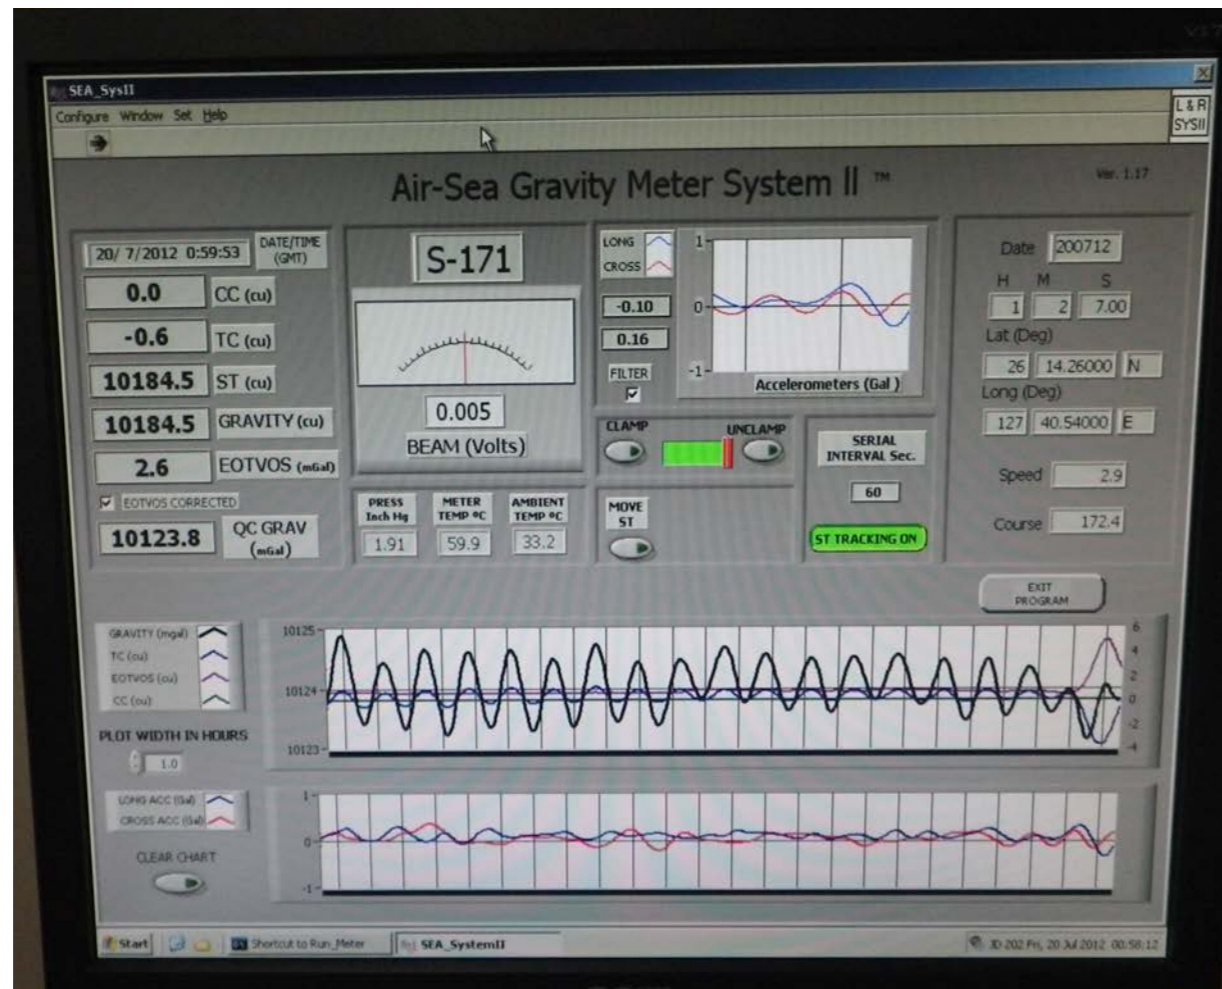 SEA_SysII
Configure Window Set Help
L & R
SYSII
Air-Sea Gravity Meter System II ™
Ver. 1.17
20/ 7/2012 0:59:53
DATE/TIME
(GMT)
0.0 CC (cu)
-0.6 TC (cu)
10184.5 ST (cu)
10184.5 GRAVITY (cu)
2.6 EOTVOS (mGal)
EOTVOS CORRECTED
10123.8 QC GRAV
(mGal)
S-171
0.005
BEAM (Volts)
PRESS
Inch Hg
METER
TEMP ºC
AMBIENT
TEMP ºC
1.91 59.9 33.2
LONG
CROSS
-0.10
0.16
FILTER
1
0
-1
Accelerometers (Gal )
CLAMP UNCLAMP
MOVE
ST
SERIAL
INTERVAL Sec.
60
ST TRACKING ON
Date 200712
H M S
1 2 7.00
Lat (Deg)
26 14.26000 N
Long (Deg)
127 40.54000 E
Speed 2.9
Course 172.4
EXIT
PROGRAM
GRAVITY (mgal)
TC (cu)
EOTVOS (cu)
CC (cu)
PLOT WIDTH IN HOURS
1.0
10125
10124
10123
6
4
2
0
-2
-4
LONG ACC (Gal)
CROSS ACC (Gal)
CLEAR CHART
1
0
-1
Start
Shortcut to Run_Meter
SEA_SystemII
JD 202 Fri, 20 Jul 2012 00:58:12